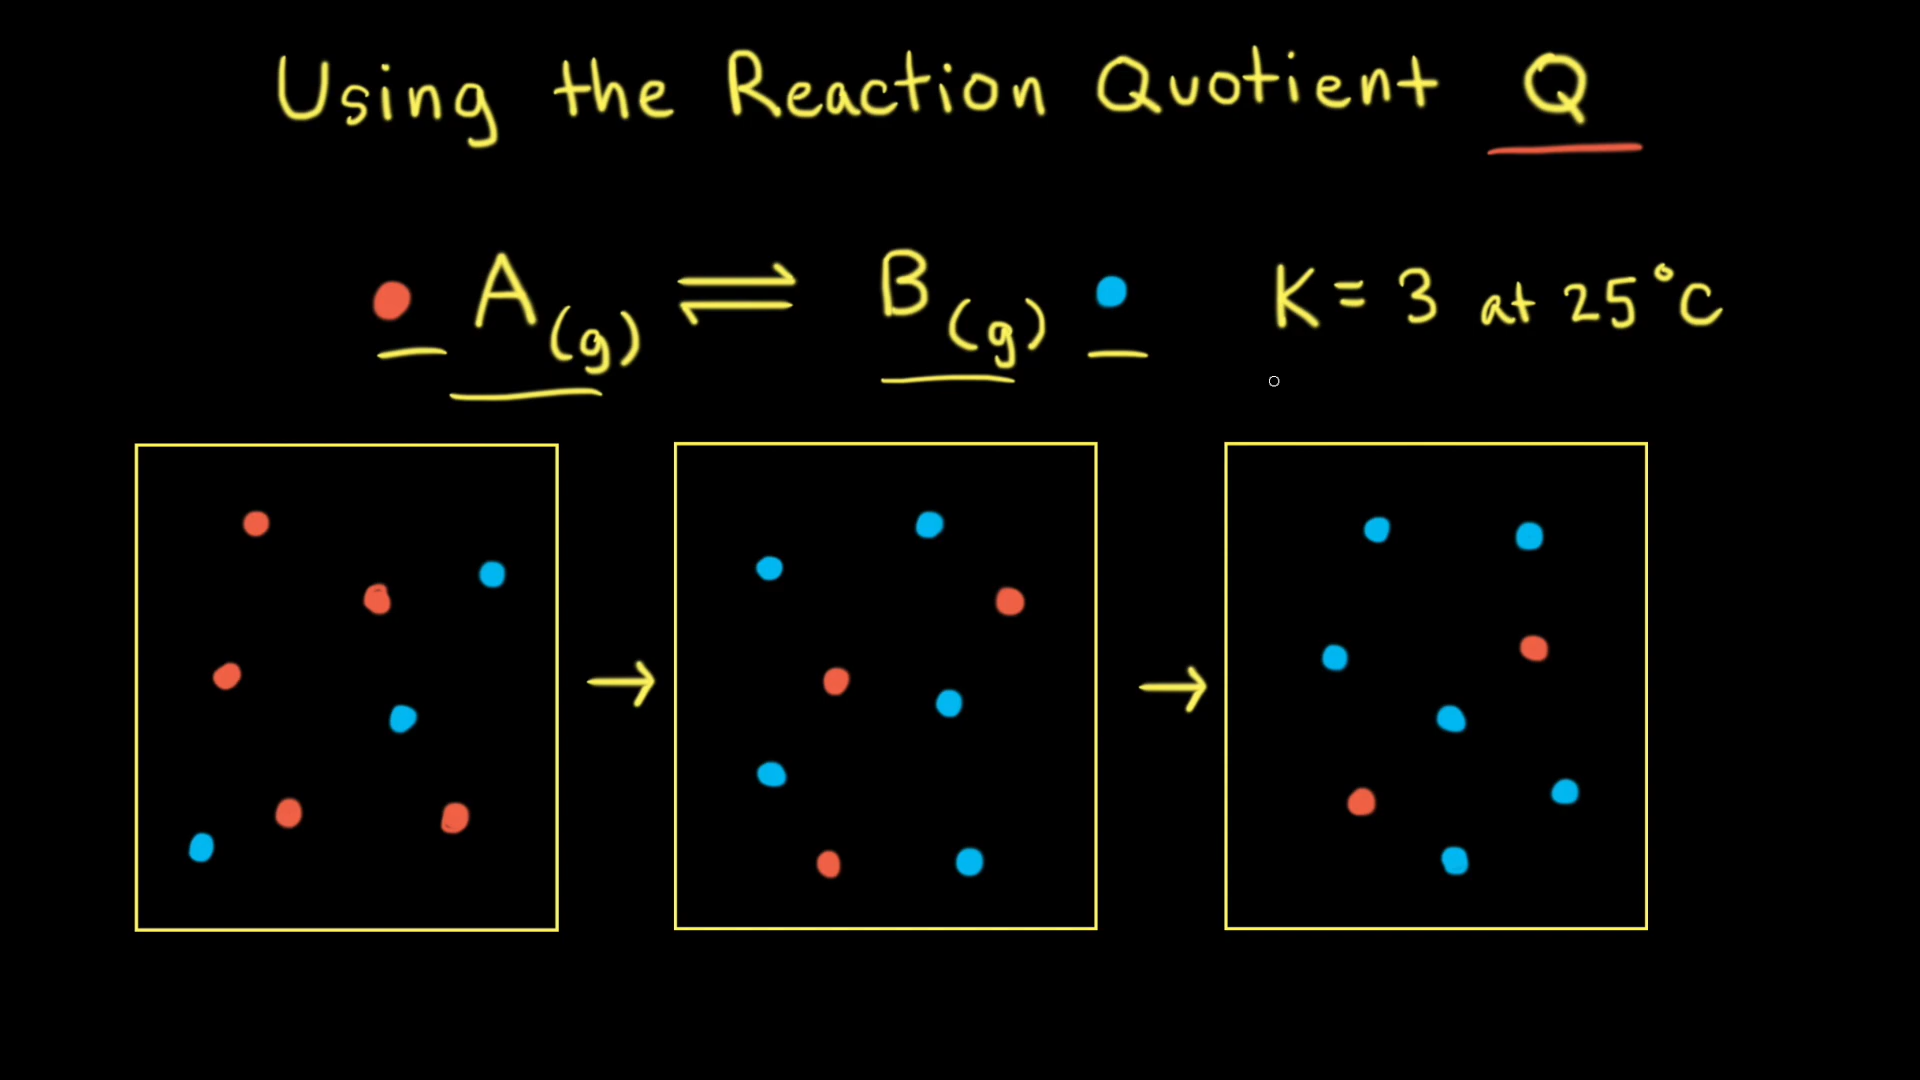 Using the Reaction Quotient Q
A(g) ⇌ B(g) K = 3 at 25°C